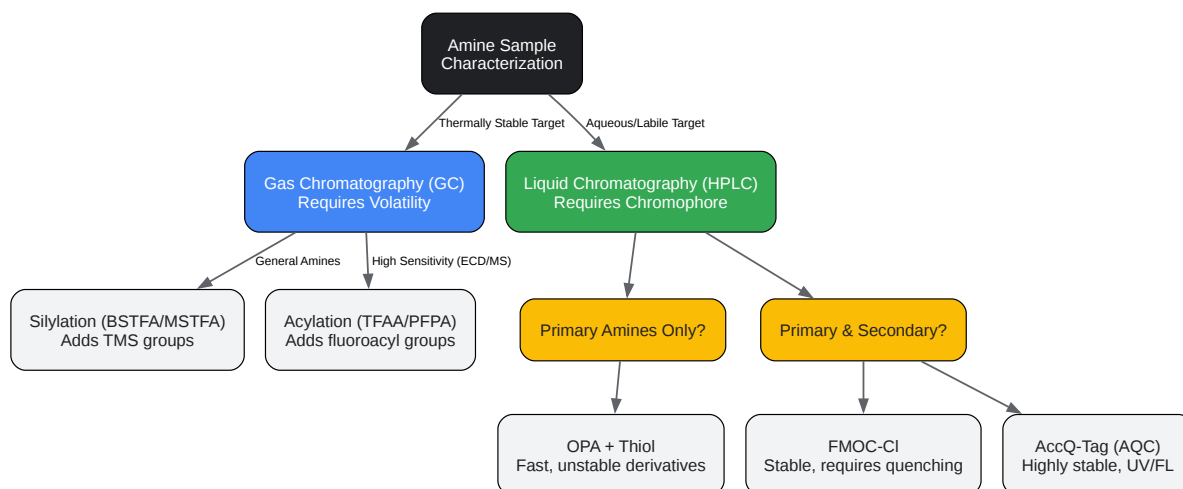 Amine Sample
Characterization
Thermally Stable Target
Aqueous/Labile Target
Gas Chromatography (GC)
Requires Volatility
Liquid Chromatography (HPLC)
Requires Chromophore
General Amines
High Sensitivity (ECD/MS)
Silylation (BSTFA/MSTFA)
Adds TMS groups
Acylation (TFAA/PFPA)
Adds fluoroacyl groups
Primary Amines Only?
Primary & Secondary?
OPA + Thiol
Fast, unstable derivatives
FMOC-Cl
Stable, requires quenching
AccQ-Tag (AQC)
Highly stable, UV/FL